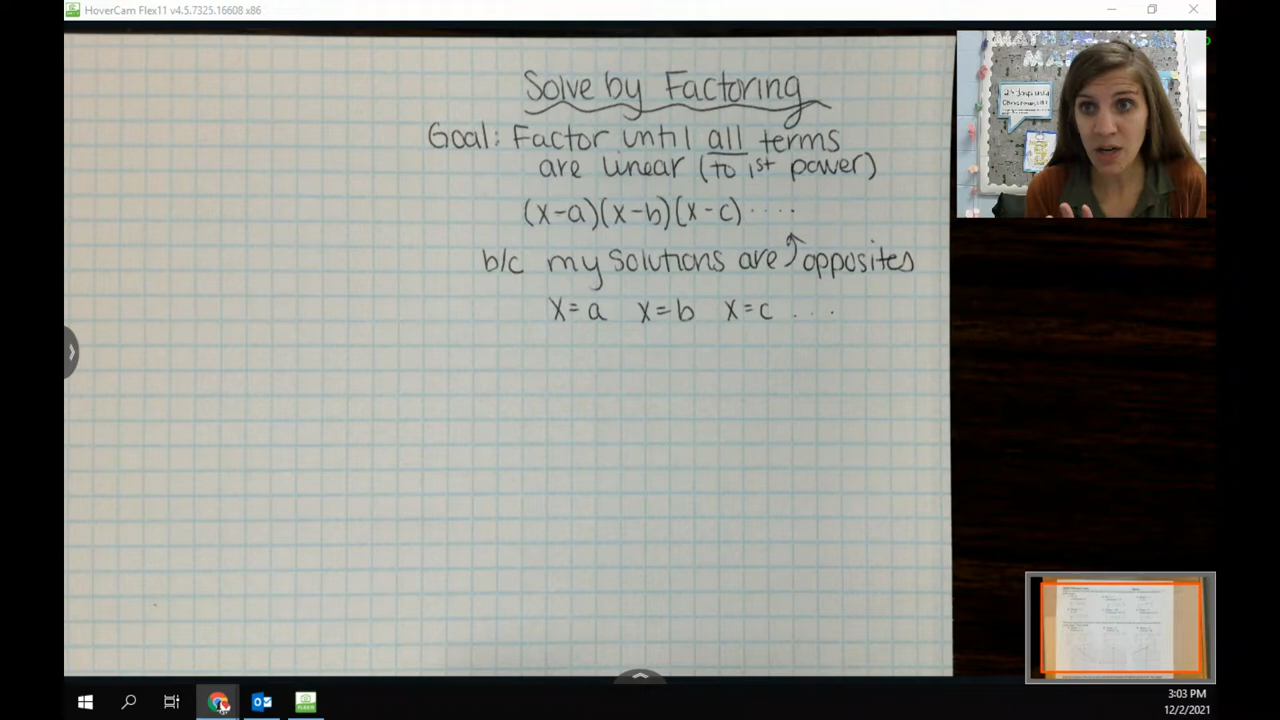 HoverCam Flex11 v4.5.7325.16608 x86
Solve by Factoring
Goal: Factor until all terms
are linear (to 1st power)
(x-a)(x-b)(x-c) ....
b/c my solutions are opposites
x=a x=b x=c ....
3:03 PM
12/2/2021